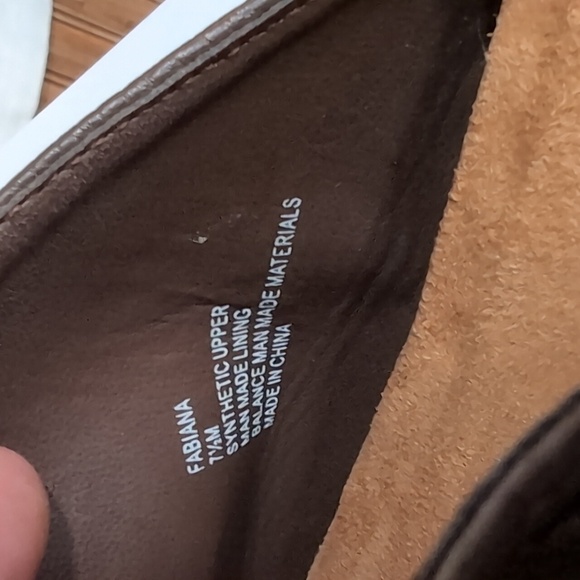 FABIANA
7½M
SYNTHETIC UPPER
MAN MADE LINING
BALANCE MAN MADE MATERIALS
MADE IN CHINA